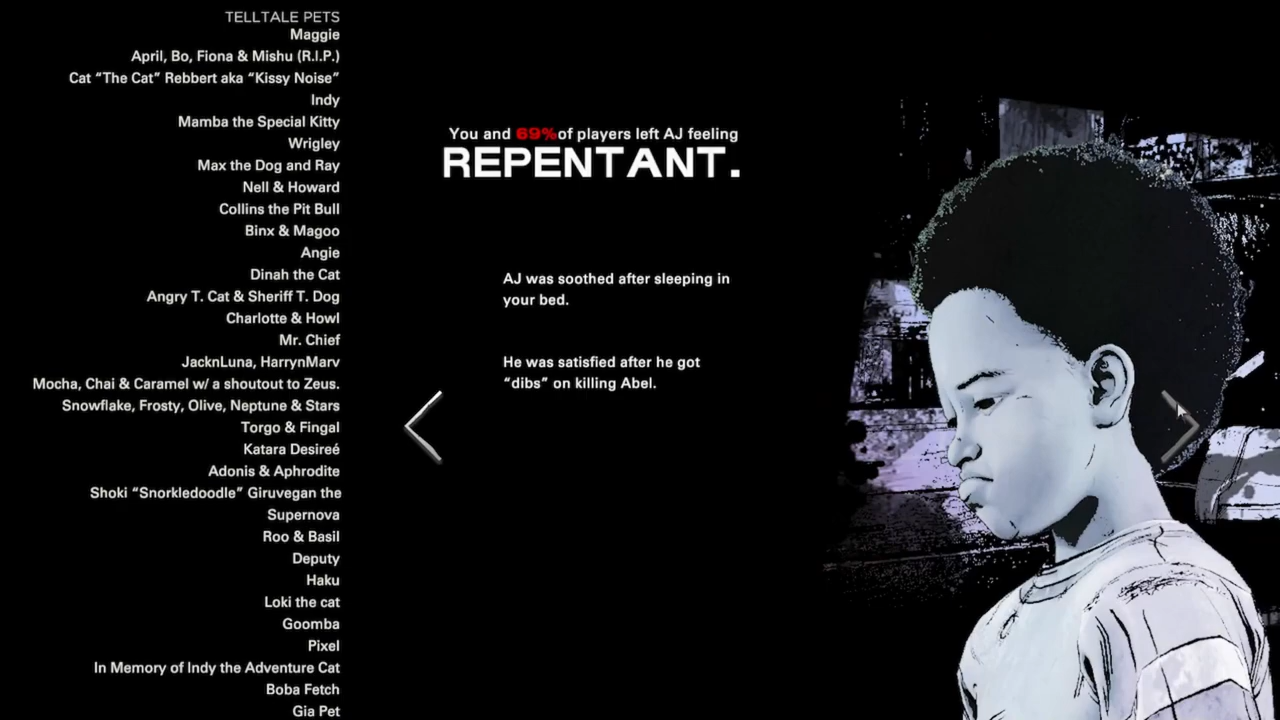 TELLTALE PETS
Maggie
April, Bo, Fiona & Mishu (R.I.P.)
Cat “The Cat” Rebbert aka “Kissy Noise”
Indy
Mamba the Special Kitty
Wrigley
Max the Dog and Ray
Nell & Howard
Collins the Pit Bull
Binx & Magoo
Angie
Dinah the Cat
Angry T. Cat & Sheriff T. Dog
Charlotte & Howl
Mr. Chief
JacknLuna, HarrynMarv
Mocha, Chai & Caramel w/ a shoutout to Zeus.
Snowflake, Frosty, Olive, Neptune & Stars
Torgo & Fingal
Katara Desireé
Adonis & Aphrodite
Shoki “Snorkledoodle” Giruvegan the
Supernova
Roo & Basil
Deputy
Haku
Loki the cat
Goomba
Pixel
In Memory of Indy the Adventure Cat
Boba Fetch
Gia Pet
You and 69%of players left AJ feeling
REPENTANT.
AJ was soothed after sleeping in
your bed.
He was satisfied after he got
“dibs” on killing Abel.